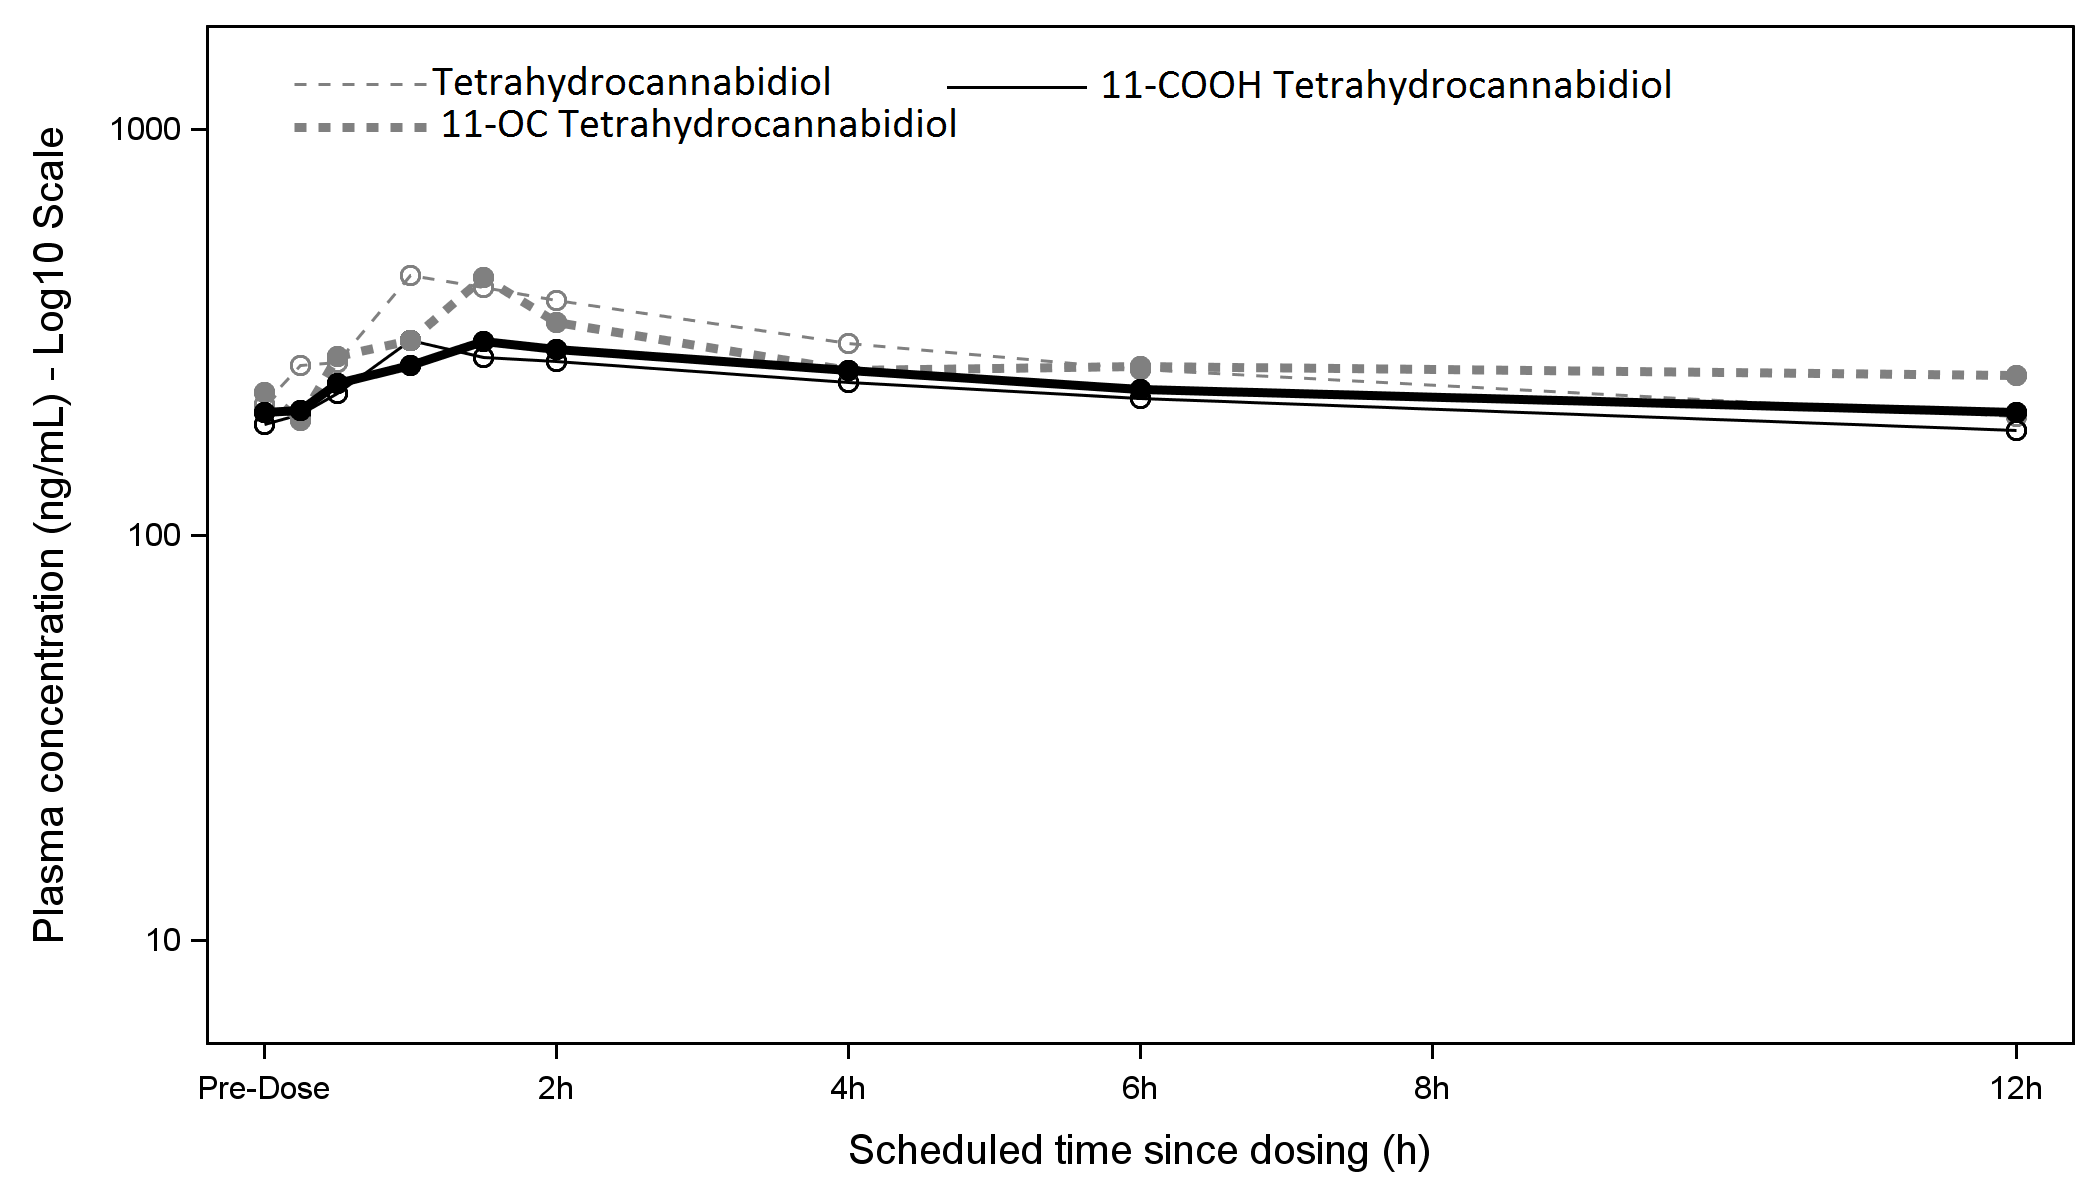 Tetrahydrocannabidiol
11-COOH Tetrahydrocannabidiol
11-OC Tetrahydrocannabidiol
Plasma concentration (ng/mL) - Log10 Scale
1000
100
10
Pre-Dose
2h
4h
6h
8h
12h
Scheduled time since dosing (h)